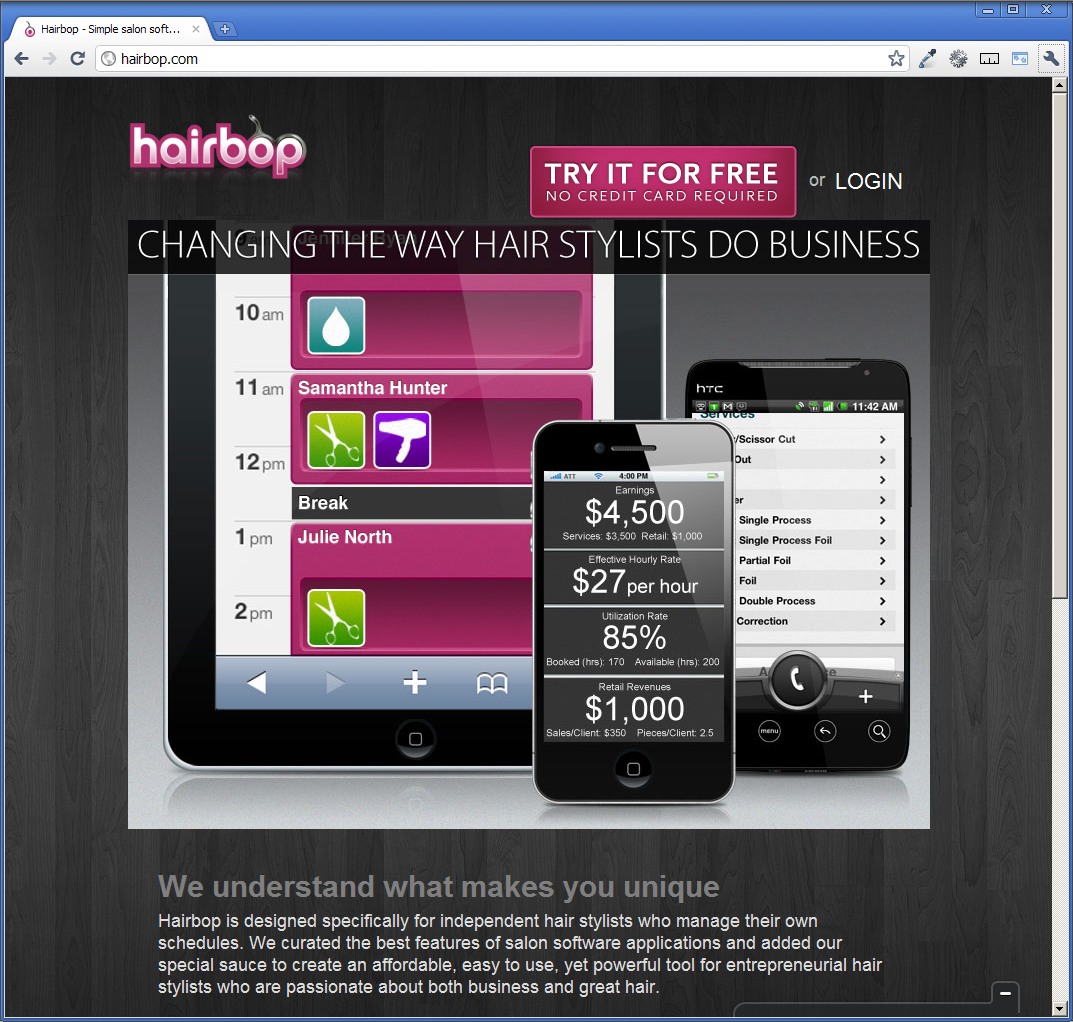 Hairbop - Simple salon soft...
hairbop.com
hairbop
TRY IT FOR FREE
NO CREDIT CARD REQUIRED
or LOGIN
CHANGING THE WAY HAIR STYLISTS DO BUSINESS
10 am
11 am
Samantha Hunter
12 pm
Break
1 pm
Julie North
2 pm
htc
11:42 AM
Services
/Scissor Cut
Out
er
Single Process
Single Process Foil
Partial Foil
Foil
Double Process
Correction
menu
ATT 4:00 PM
Earnings
$4,500
Services: $3,500 Retail: $1,000
Effective Hourly Rate
$27 per hour
Utilization Rate
85%
Booked (hrs): 170 Available (hrs): 200
Retail Revenues
$1,000
Sales/Client: $350 Pieces/Client: 2.5
We understand what makes you unique
Hairbop is designed specifically for independent hair stylists who manage their own
schedules. We curated the best features of salon software applications and added our
special sauce to create an affordable, easy to use, yet powerful tool for entrepreneurial hair
stylists who are passionate about both business and great hair.